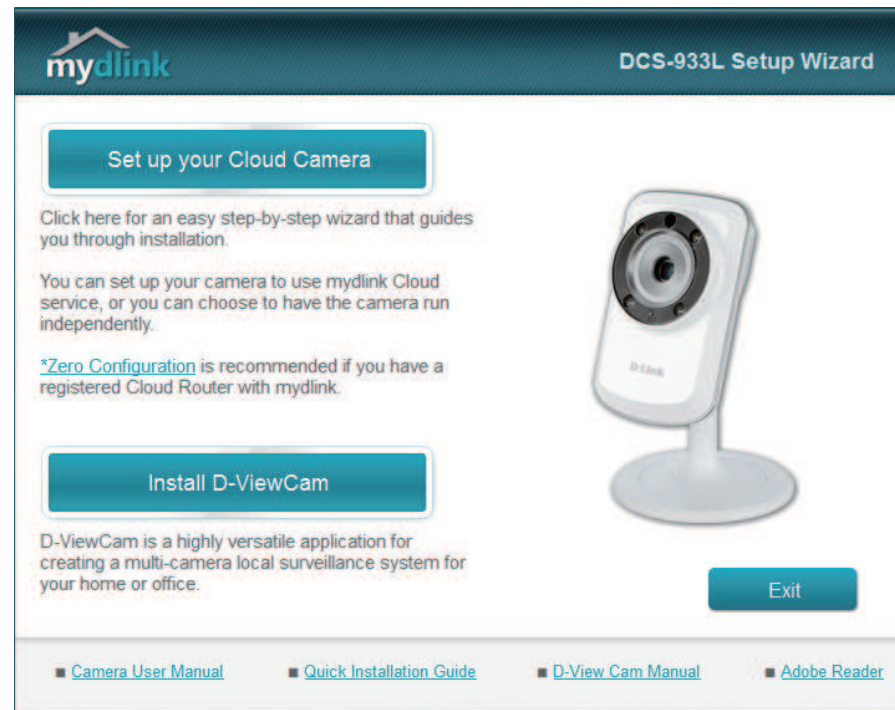 mydlink
DCS-933L Setup Wizard
Set up your Cloud Camera
Click here for an easy step-by-step wizard that guides
you through installation.
You can set up your camera to use mydlink Cloud
service, or you can choose to have the camera run
independently.
*Zero Configuration is recommended if you have a
registered Cloud Router with mydlink.
D-Link
Install D-ViewCam
D-ViewCam is a highly versatile application for
creating a multi-camera local surveillance system for
your home or office.
Exit
Camera User Manual
Quick Installation Guide
D-View Cam Manual
Adobe Reader